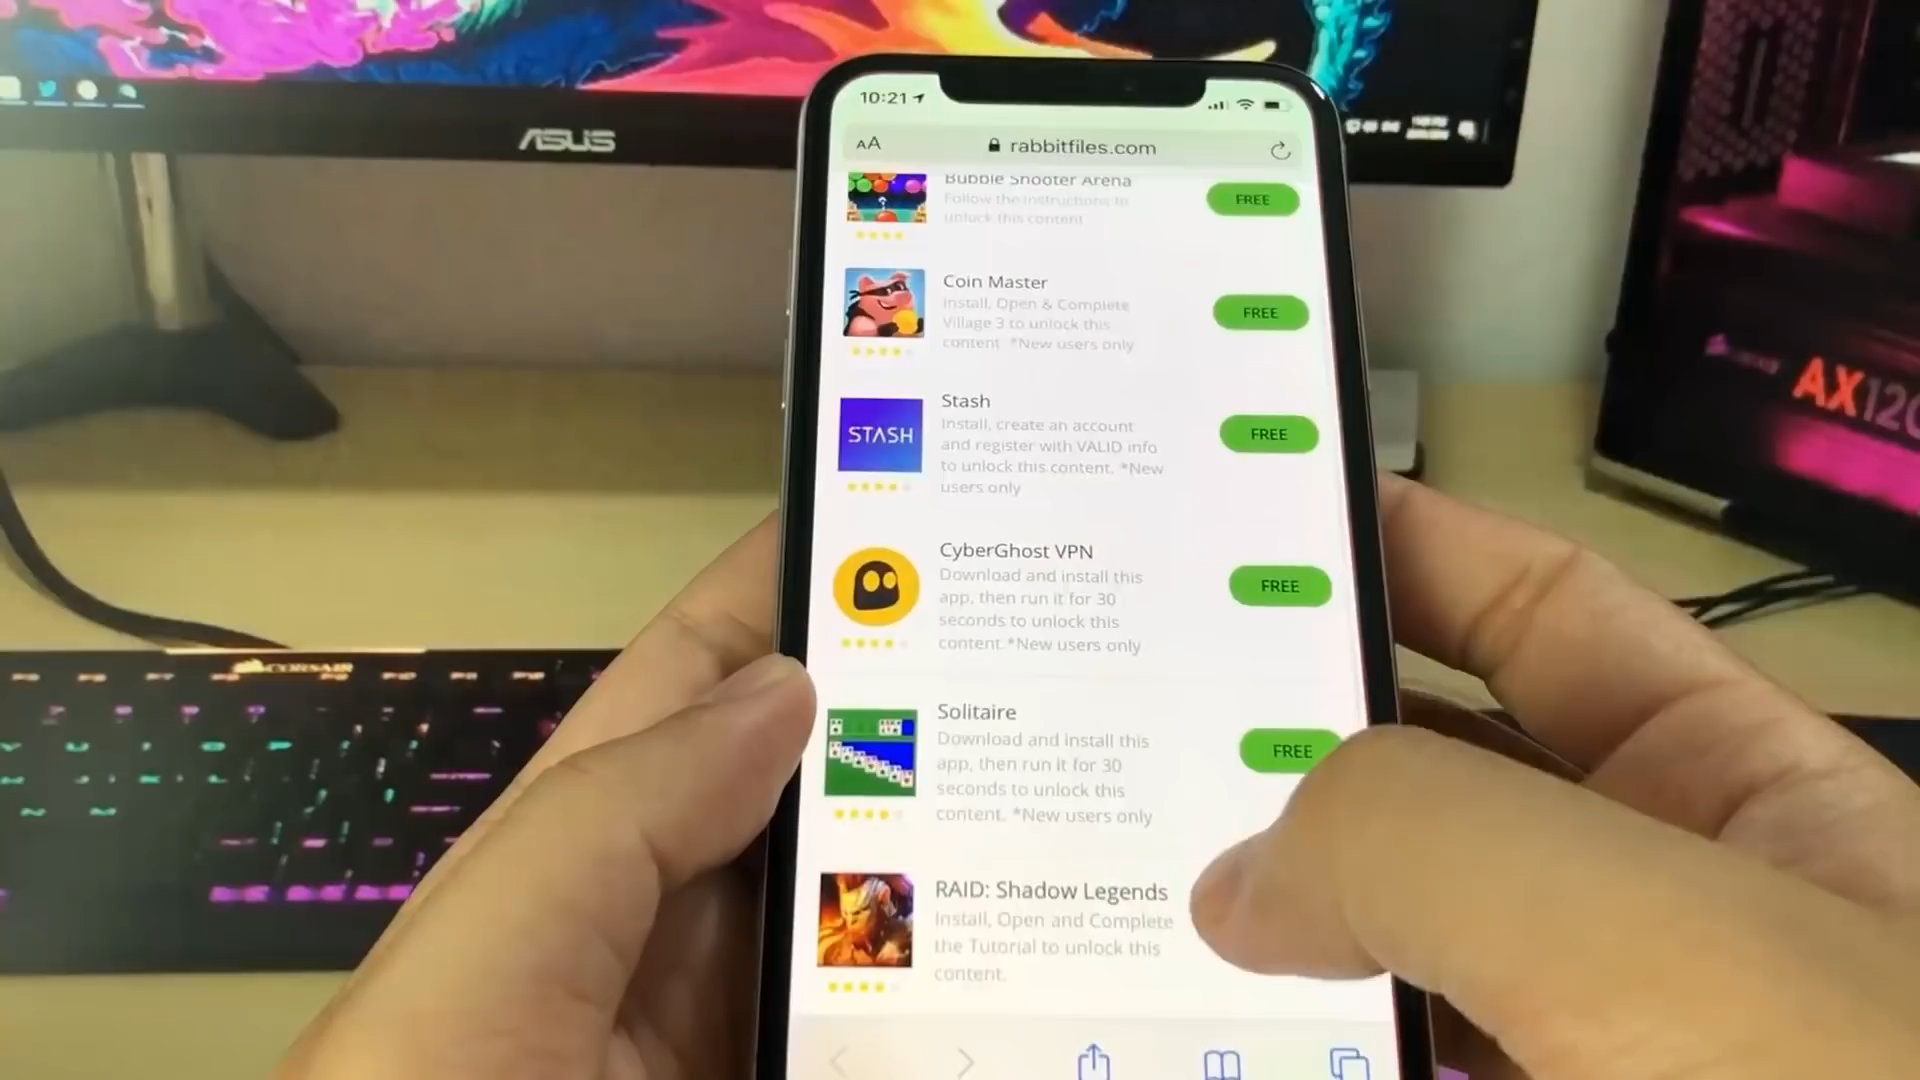 ASUS
10:21
AA
rabbitfiles.com
Bubble Shooter Arena
Follow the instructions to
unlock this content
FREE
Coin Master
Install, Open & Complete
Village 3 to unlock this
content. *New users only
FREE
STASH
Stash
Install, create an account
and register with VALID info
to unlock this content. *New
users only
FREE
CyberGhost VPN
Download and install this
app, then run it for 30
seconds to unlock this
content.*New users only
FREE
Solitaire
Download and install this
app, then run it for 30
seconds to unlock this
content. *New users only
FREE
RAID: Shadow Legends
Install, Open and Complete
the Tutorial to unlock this
content.
CORSAIR